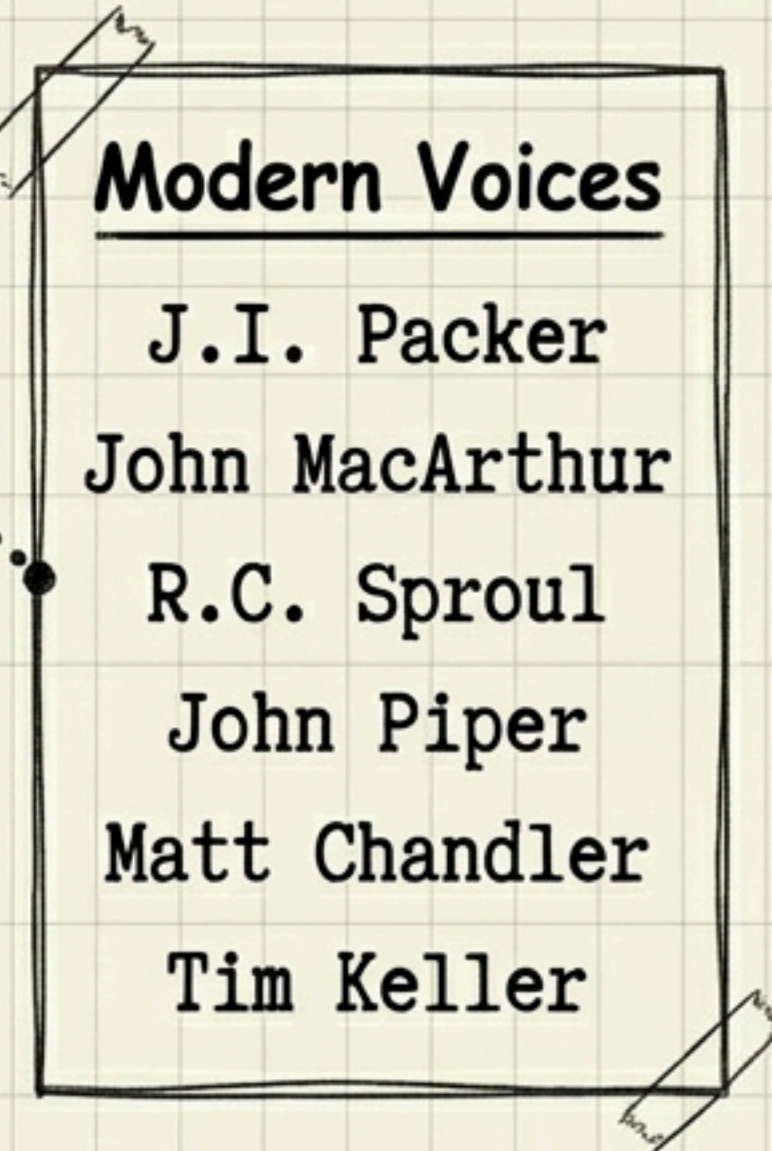 Modern Voices
J.I. Packer
John MacArthur
R.C. Sproul
John Piper
Matt Chandler
Tim Keller